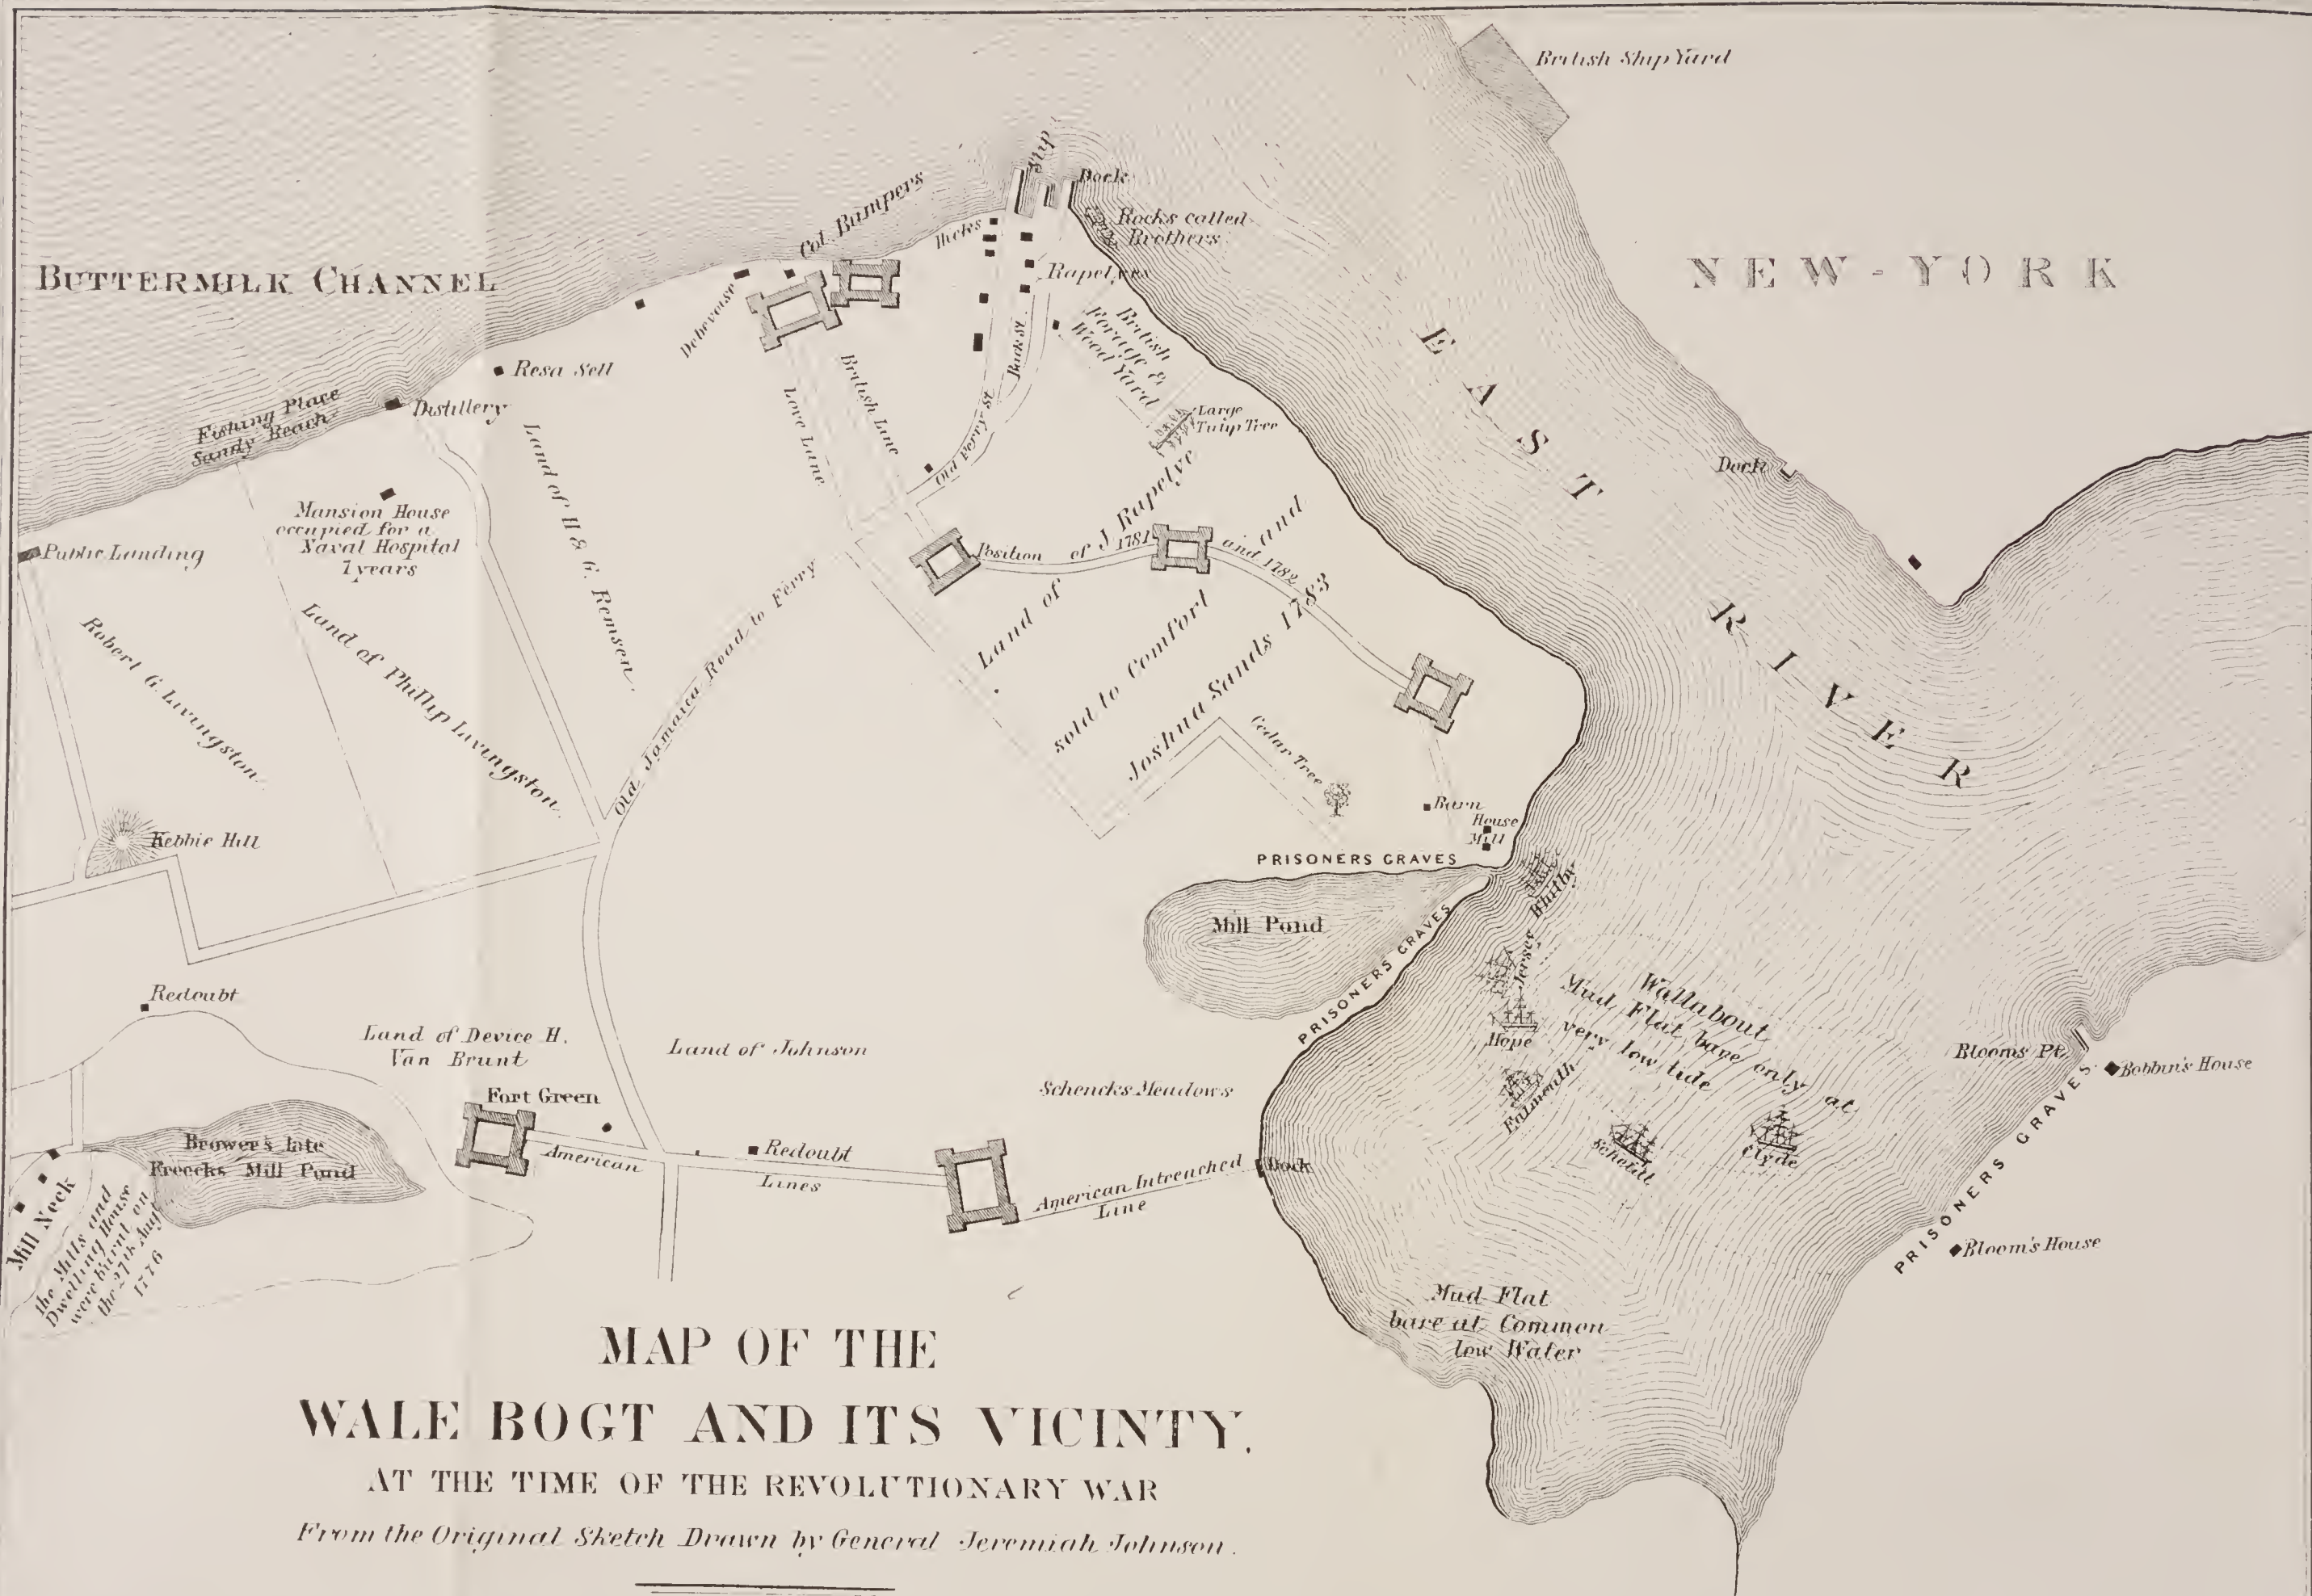 British Ship Yard
NEW-YORK
EAST RIVER
Slip
Dock
Rocks called
Brothers
Col. Bumpers
Hicks
Rapelyes
BUTTERMILK CHANNEL
Debevoise
British
Forage &
Wood Yard
Back St.
Old Ferry St.
Large
Tulip Tree
Love Lane
British Line
Resa Sell
Distillery
Fishing Place
Sandy Beach
Dock
Mansion House
occupied for a
Naval Hospital
7 years
Public Landing
Land of H & G. Remsen.
Robert G. Livingston
Land of Phillip Livingston
Old Jamaica Road to Ferry
Position of 1781 and 1782
Land of J Rapelye and
sold to Comfort
Joshua Sands 1783
Cedar Tree
Barn
House
Mill
PRISONERS GRAVES
Kebbie Hill
Mill Pond
PRISONERS GRAVES
Whitby
Jersey
Hope
Falmouth
Scheldt
Clyde
Wallabout
Mud Flat bare only at
very low tide
Redoubt
Land of Device H.
Van Brunt
Land of Johnson
Schencks Meadows
Blooms Pt.
Bobbin's House
PRISONERS GRAVES
Bloom's House
Fort Green
American
Redoubt
Lines
American Intrenched
Line
Dock
Brower's late
Freecks Mill Pond
Mill Neck
the Mills and
Dwelling House
were burnt on
the 27th Augt
1776
Mud Flat
bare at Common
low Water
MAP OF THE
WALE BOGT AND ITS VICINTY.
AT THE TIME OF THE REVOLUTIONARY WAR
From the Original Sketch Drawn by General Jeremiah Johnson.